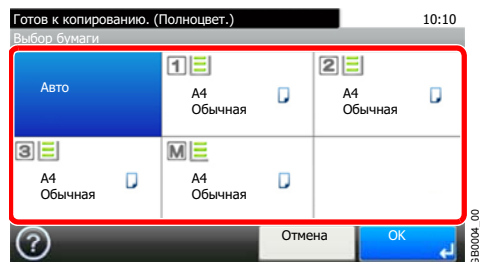 Готов к копированию. (Полноцвет.) 10:10
Выбор бумаги
Авто
1
A4
Обычная
2
A4
Обычная
3
A4
Обычная
M
A4
Обычная
?
Отмена
OK
GB0004_00